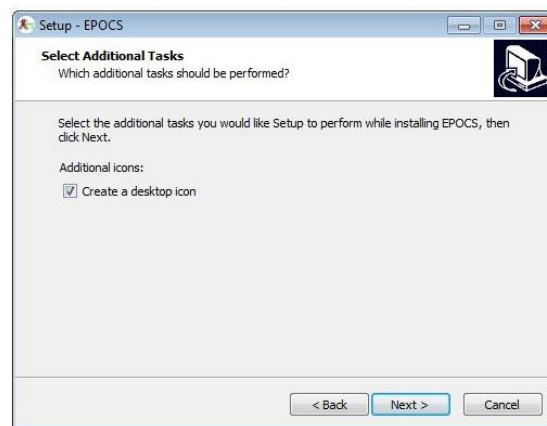 Setup - EPOCS
Select Additional Tasks
Which additional tasks should be performed?
Select the additional tasks you would like Setup to perform while installing EPOCS, then
click Next.
Additional icons:
Create a desktop icon
< Back
Next >
Cancel